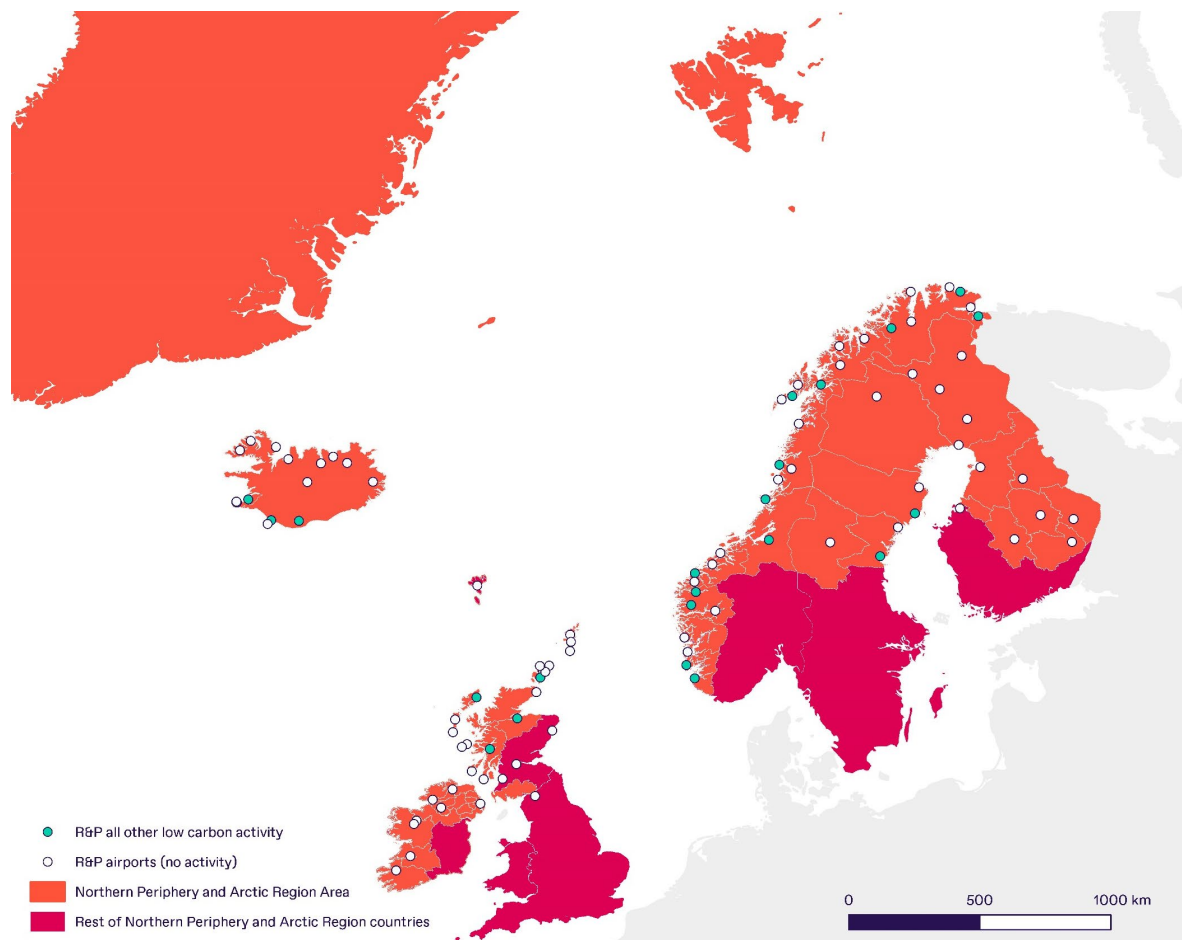 R&P all other low carbon activity
R&P airports (no activity)
Northern Periphery and Arctic Region Area
Rest of Northern Periphery and Arctic Region countries
0 500 1000 km